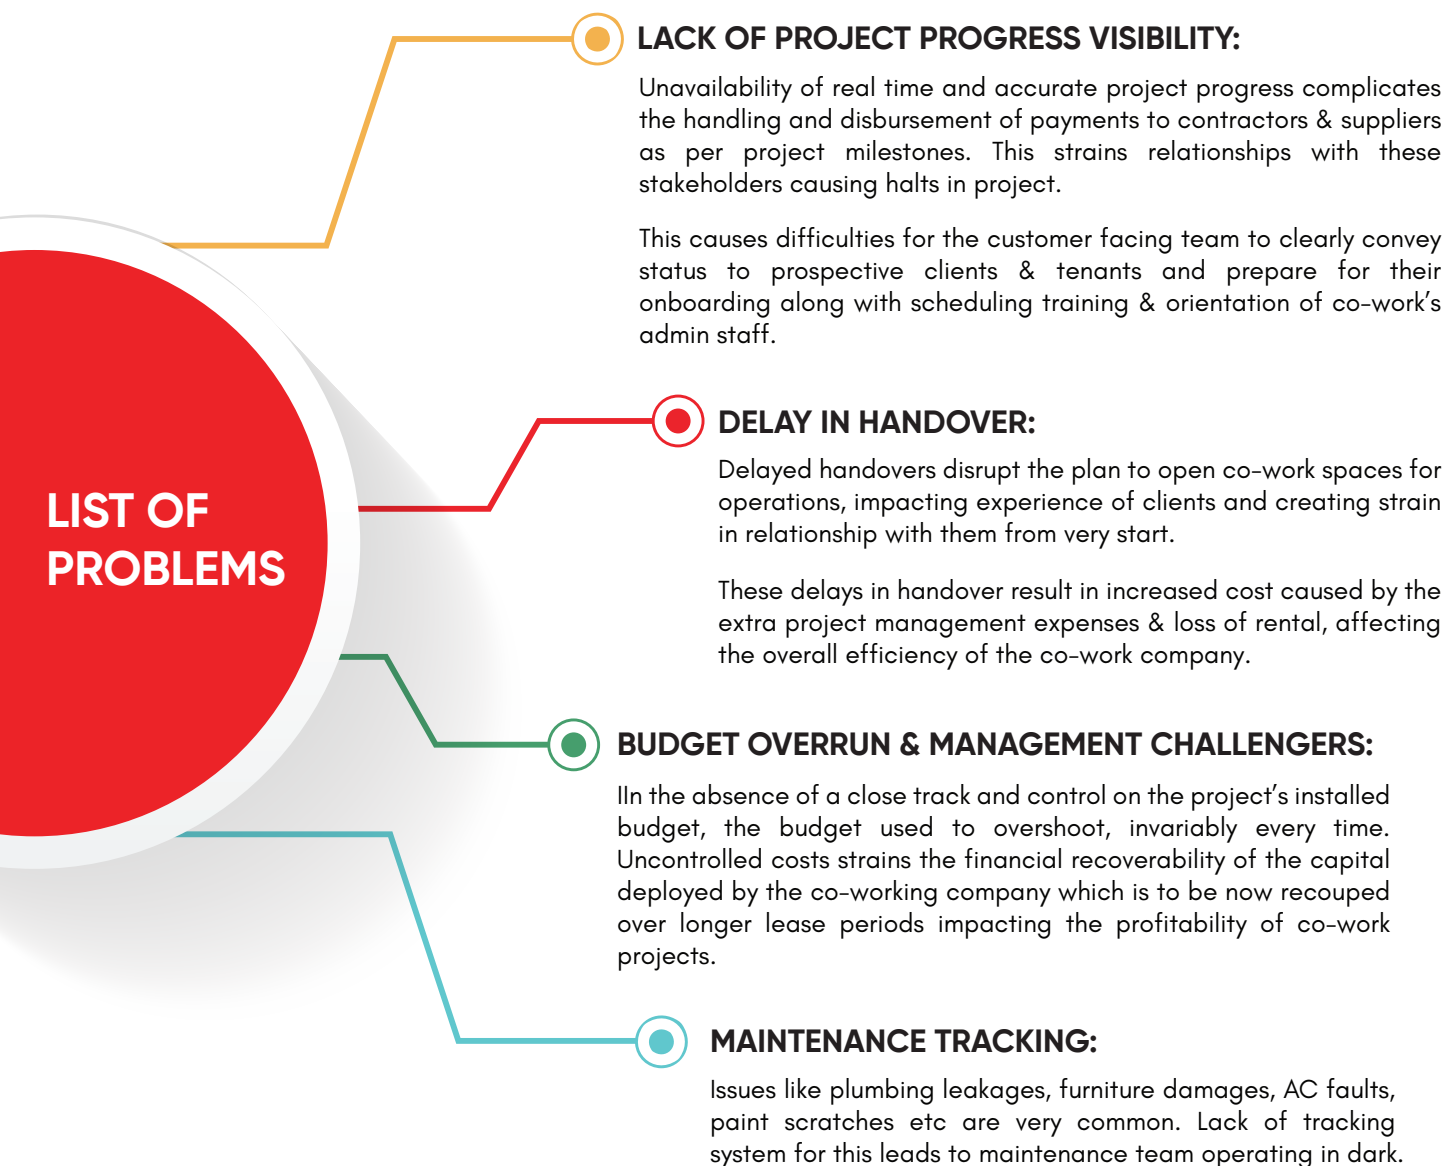 LACK OF PROJECT PROGRESS VISIBILITY:
Unavailability of real time and accurate project progress complicates
the handling and disbursement of payments to contractors & suppliers
as per project milestones. This strains relationships with these
stakeholders causing halts in project.
This causes difficulties for the customer facing team to clearly convey
status to prospective clients & tenants and prepare for their
onboarding along with scheduling training & orientation of co-work's
admin staff.
DELAY IN HANDOVER:
Delayed handovers disrupt the plan to open co-work spaces for
operations, impacting experience of clients and creating strain
in relationship with them from very start.
These delays in handover result in increased cost caused by the
extra project management expenses & loss of rental, affecting
the overall efficiency of the co-work company.
LIST OF
PROBLEMS
BUDGET OVERRUN & MANAGEMENT CHALLENGERS:
IIn the absence of a close track and control on the project's installed
budget, the budget used to overshoot, invariably every time.
Uncontrolled costs strains the financial recoverability of the capital
deployed by the co-working company which is to be now recouped
over longer lease periods impacting the profitability of co-work
projects.
MAINTENANCE TRACKING:
Issues like plumbing leakages, furniture damages, AC faults,
paint scratches etc are very common. Lack of tracking
system for this leads to maintenance team operating in dark.